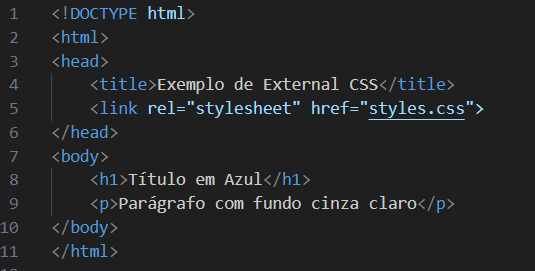 1 <!DOCTYPE html>
2 <html>
3 <head>
4     <title>Exemplo de External CSS</title>
5     <link rel="stylesheet" href="styles.css">
6 </head>
7 <body>
8     <h1>Título em Azul</h1>
9     <p>Parágrafo com fundo cinza claro</p>
10 </body>
11 </html>